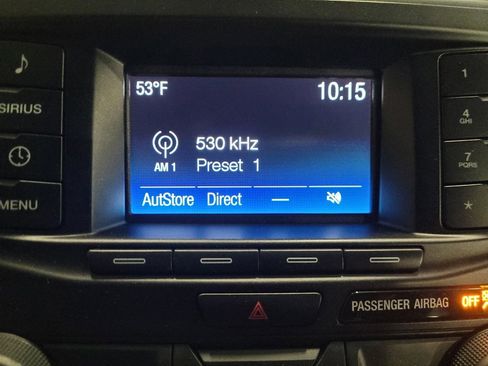 53°F 10:15
530 kHz
AM 1 Preset 1
AutStore Direct —
SIRIUS
MENU
1
4
GHI
7
PQRS
*
PASSENGER AIRBAG OFF